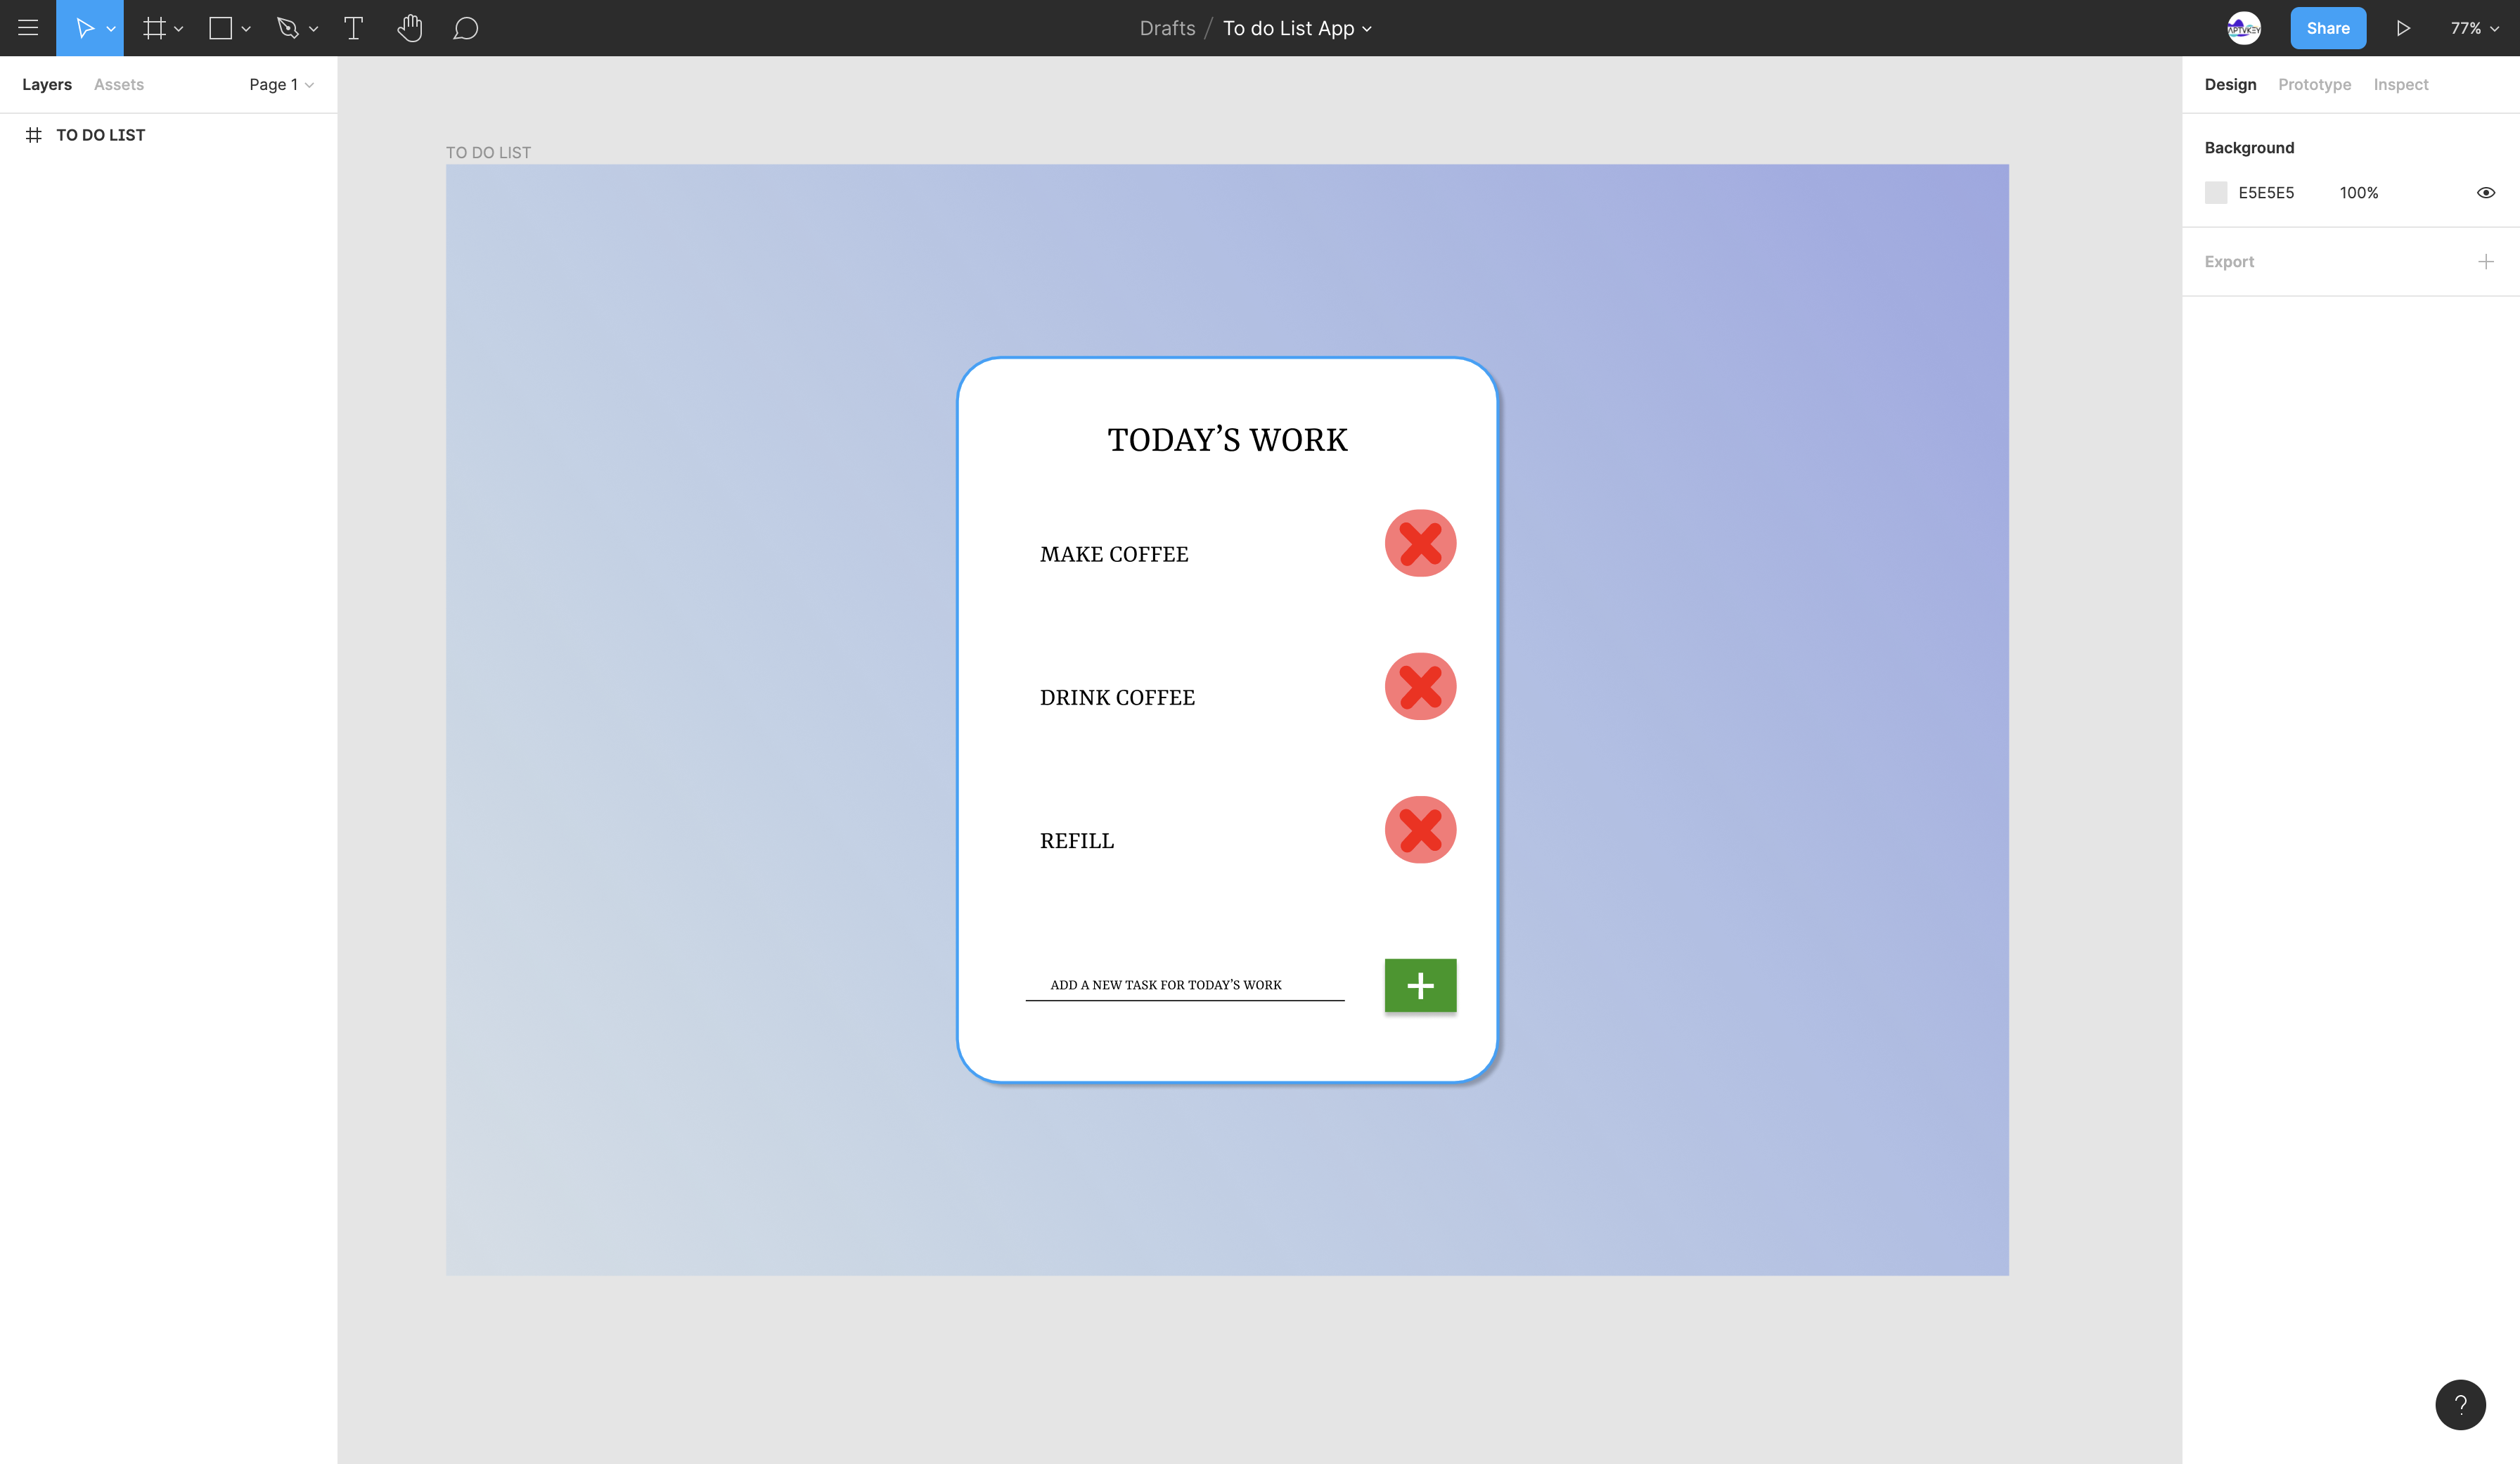 Drafts / To do List App
APTVKEY
Share
77%
Layers Assets Page 1
Design Prototype Inspect
TO DO LIST
Background
E5E5E5 100%
Export
TO DO LIST
TODAY’S WORK
MAKE COFFEE
DRINK COFFEE
REFILL
ADD A NEW TASK FOR TODAY’S WORK
+
?